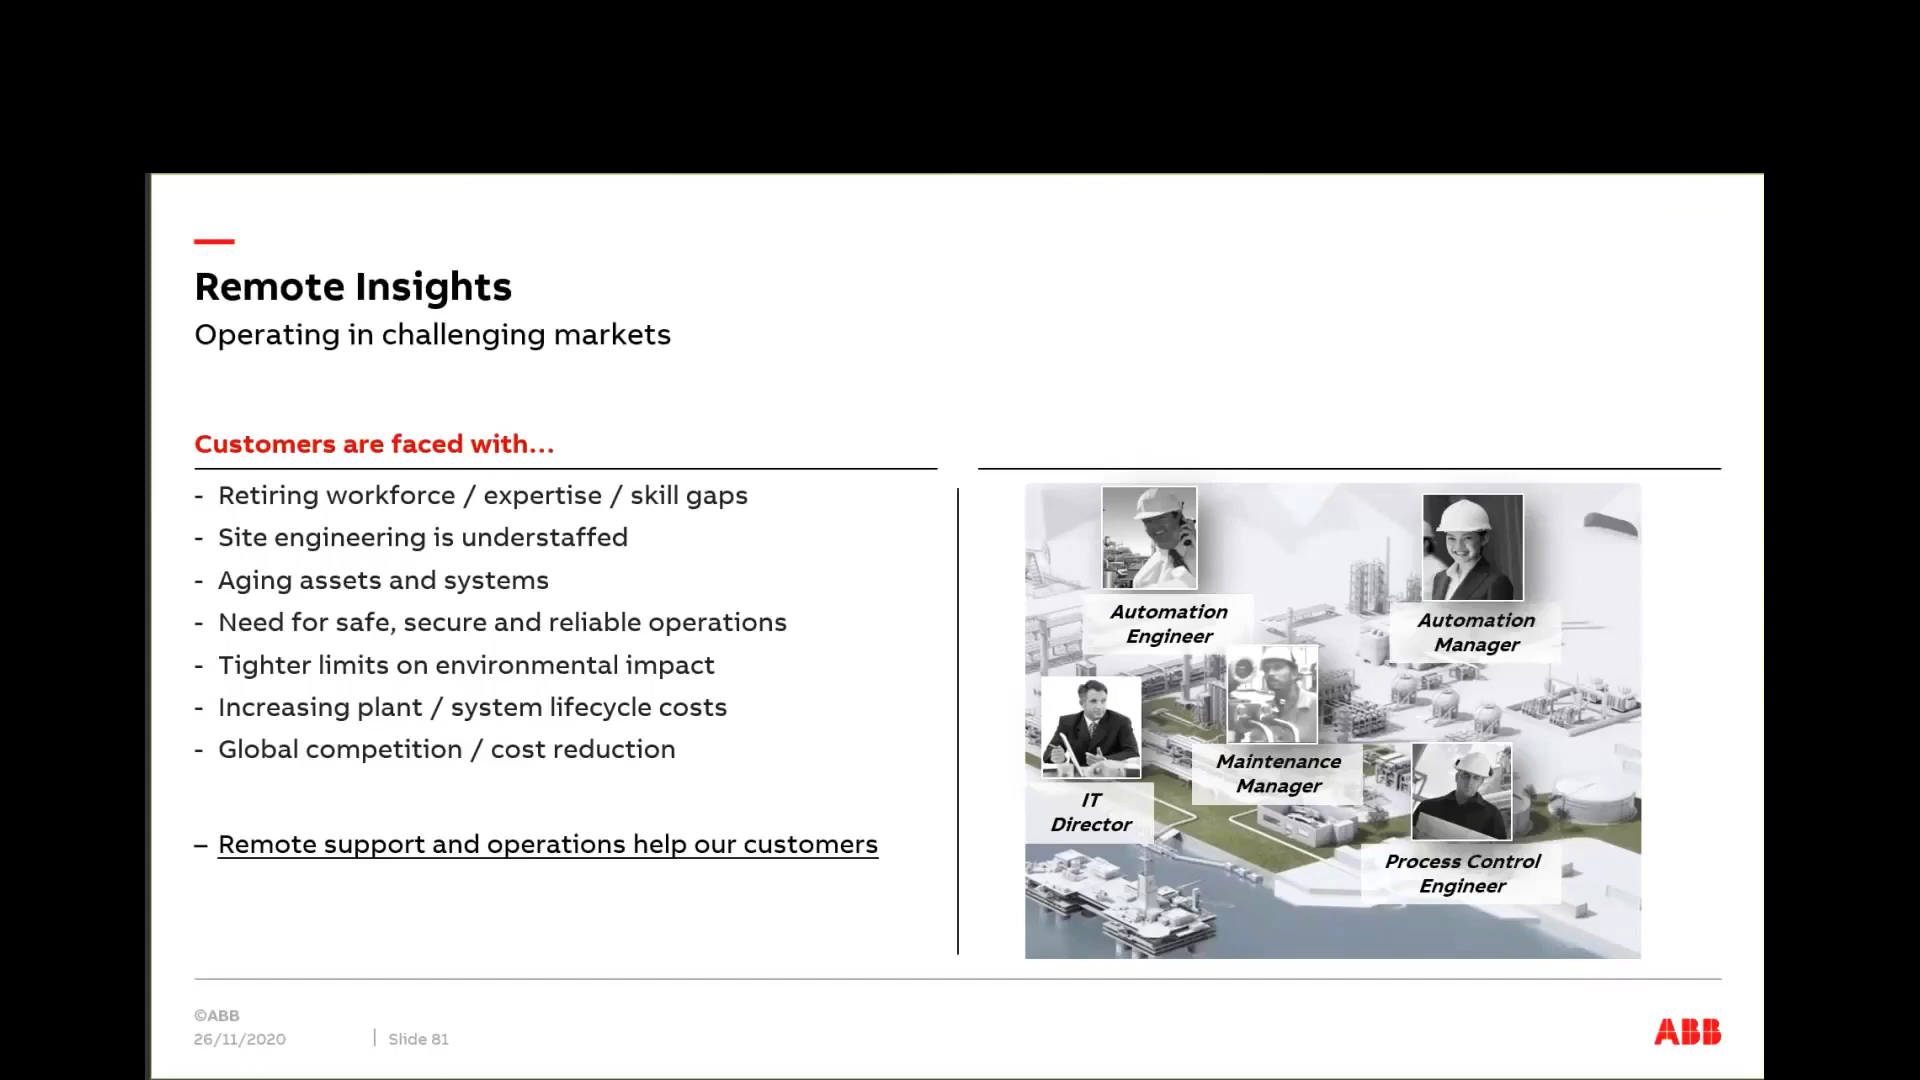 Remote Insights
Operating in challenging markets
Customers are faced with...
- Retiring workforce / expertise / skill gaps
- Site engineering is understaffed
- Aging assets and systems
- Need for safe, secure and reliable operations
- Tighter limits on environmental impact
- Increasing plant / system lifecycle costs
- Global competition / cost reduction
– Remote support and operations help our customers
Automation
Engineer
Automation
Manager
Maintenance
Manager
IT
Director
Process Control
Engineer
©ABB
26/11/2020 | Slide 81
ABB